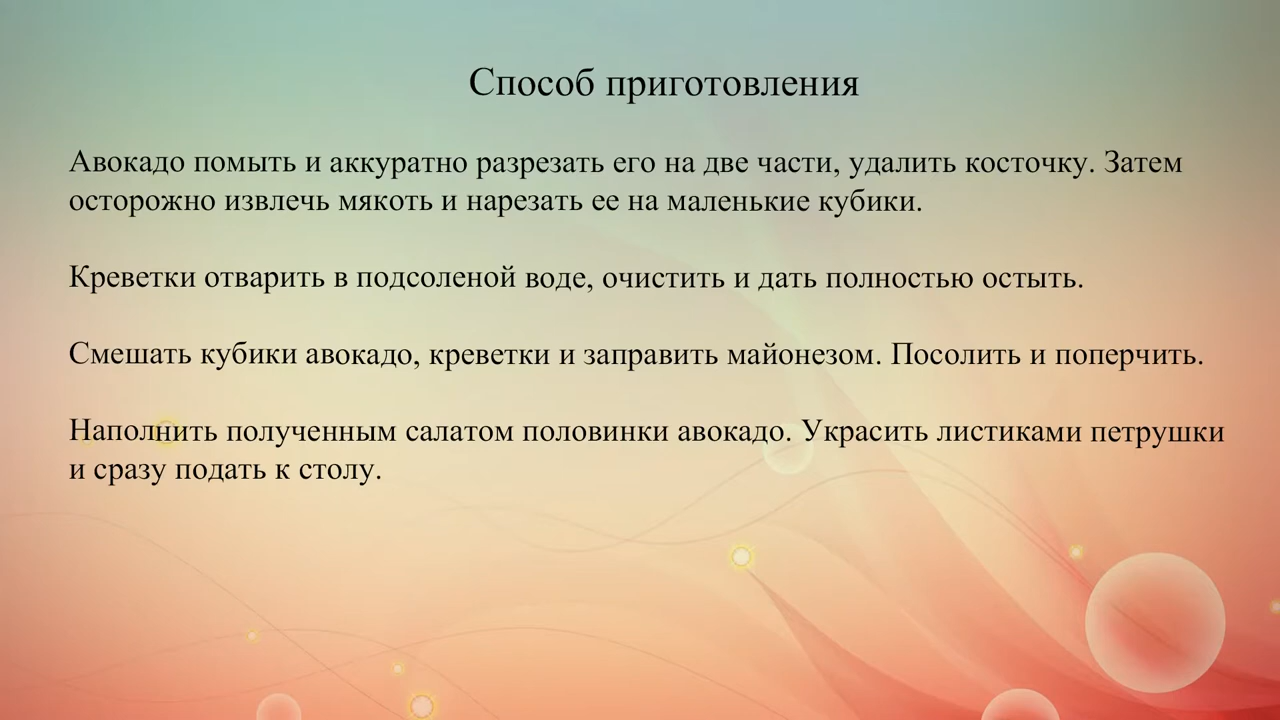 Способ приготовления
Авокадо помыть и аккуратно разрезать его на две части, удалить косточку. Затем
осторожно извлечь мякоть и нарезать ее на маленькие кубики.
Креветки отварить в подсоленой воде, очистить и дать полностью остыть.
Смешать кубики авокадо, креветки и заправить майонезом. Посолить и поперчить.
Наполнить полученным салатом половинки авокадо. Украсить листиками петрушки
и сразу подать к столу.